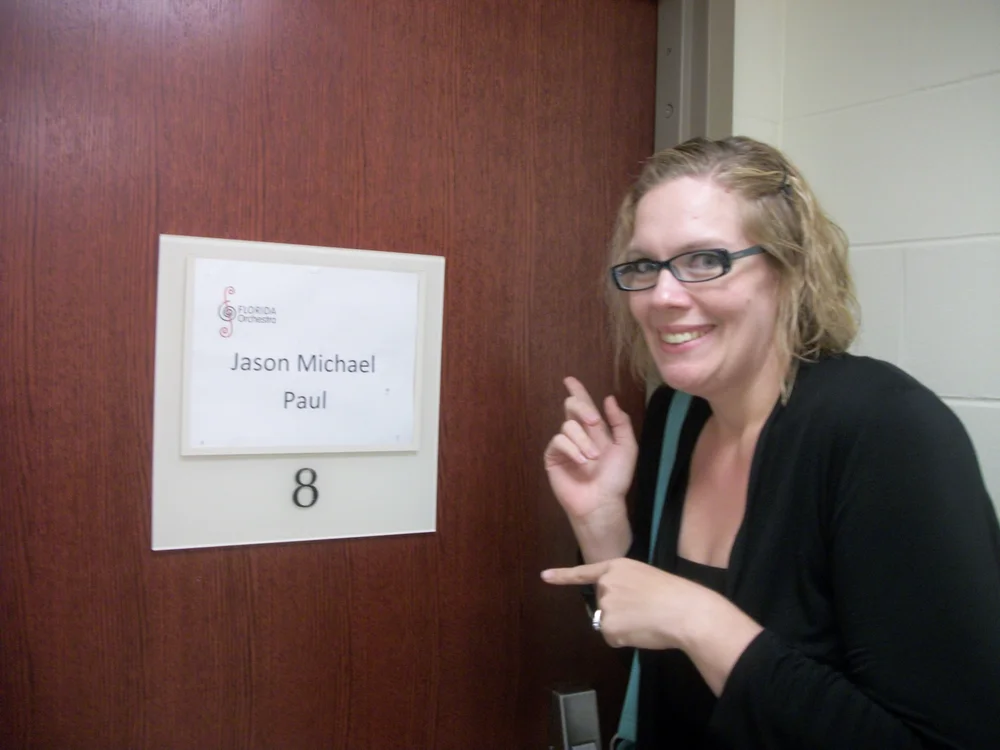 FLORIDA
Orchestra
Jason Michael
Paul
8